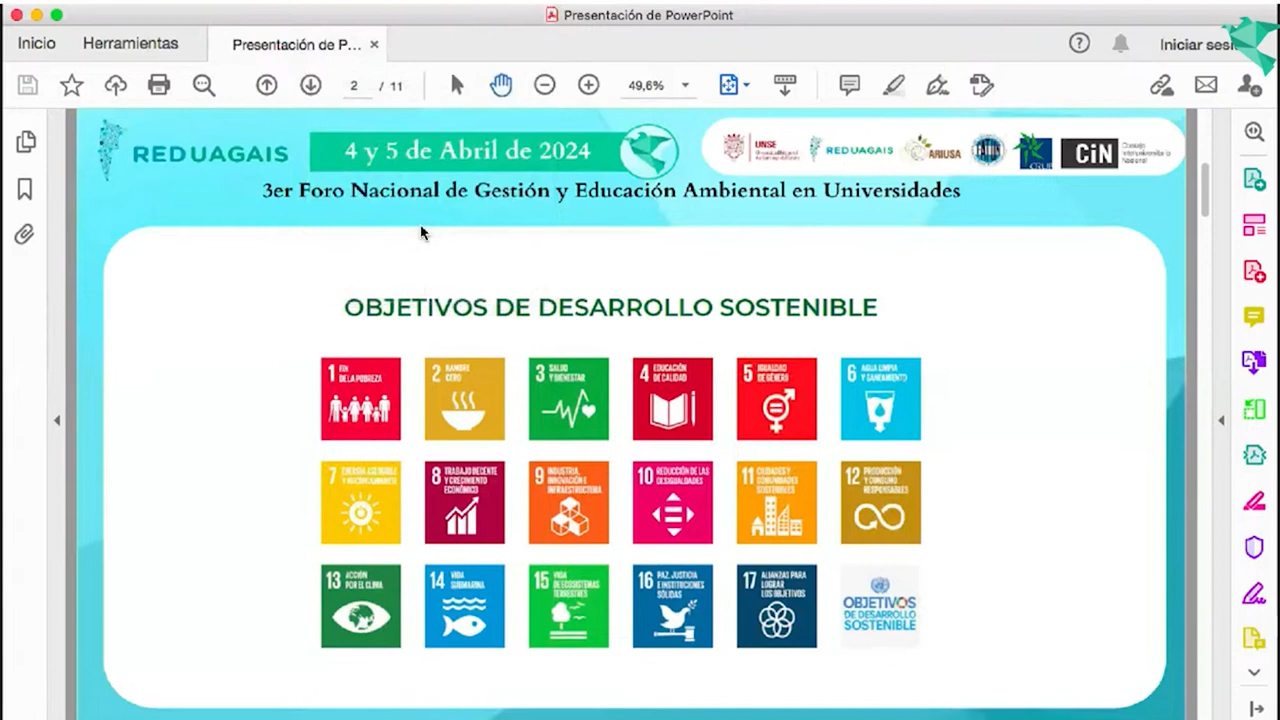 Presentación de PowerPoint
Inicio
Herramientas
Presentación de P...
Iniciar sesi
2 / 11
49,6%
REDUAGAIS
4 y 5 de Abril de 2024
UNSE
REDUAGAIS
ARIUSA
CRUP
CiN
Consejo
Interuniversitario
Nacional
3er Foro Nacional de Gestión y Educación Ambiental en Universidades
OBJETIVOS DE DESARROLLO SOSTENIBLE
1 FIN
DE LA POBREZA
2 HAMBRE
CERO
3 SALUD
Y BIENESTAR
4 EDUCACIÓN
DE CALIDAD
5 IGUALDAD
DE GÉNERO
6 AGUA LIMPIA
Y SANEAMIENTO
7 ENERGÍA ASEQUIBLE
Y NO CONTAMINANTE
8 TRABAJO DECENTE
Y CRECIMIENTO
ECONÓMICO
9 INDUSTRIA,
INNOVACIÓN E
INFRAESTRUCTURA
10 REDUCCIÓN DE LAS
DESIGUALDADES
11 CIUDADES Y
COMUNIDADES
SOSTENIBLES
12 PRODUCCIÓN
Y CONSUMO
RESPONSABLES
13 ACCIÓN
POR EL CLIMA
14 VIDA
SUBMARINA
15 VIDA
DE ECOSISTEMAS
TERRESTRES
16 PAZ, JUSTICIA
E INSTITUCIONES
SÓLIDAS
17 ALIANZAS PARA
LOGRAR
LOS OBJETIVOS
OBJETIVOS
DE DESARROLLO
SOSTENIBLE